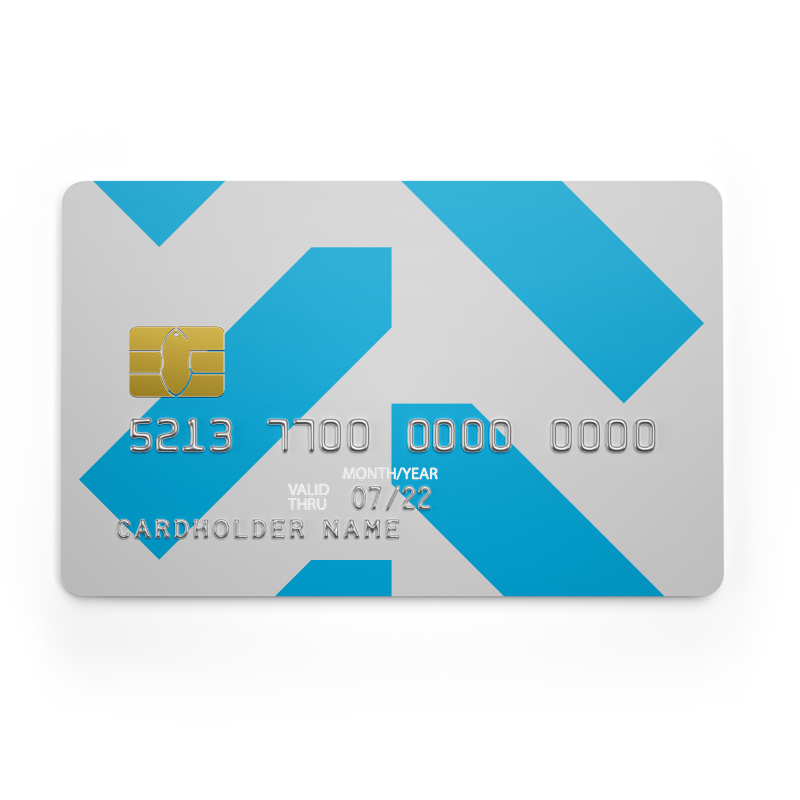 5213 7700 0000 0000
MONTH/YEAR
VALID THRU 07/22
CARDHOLDER NAME